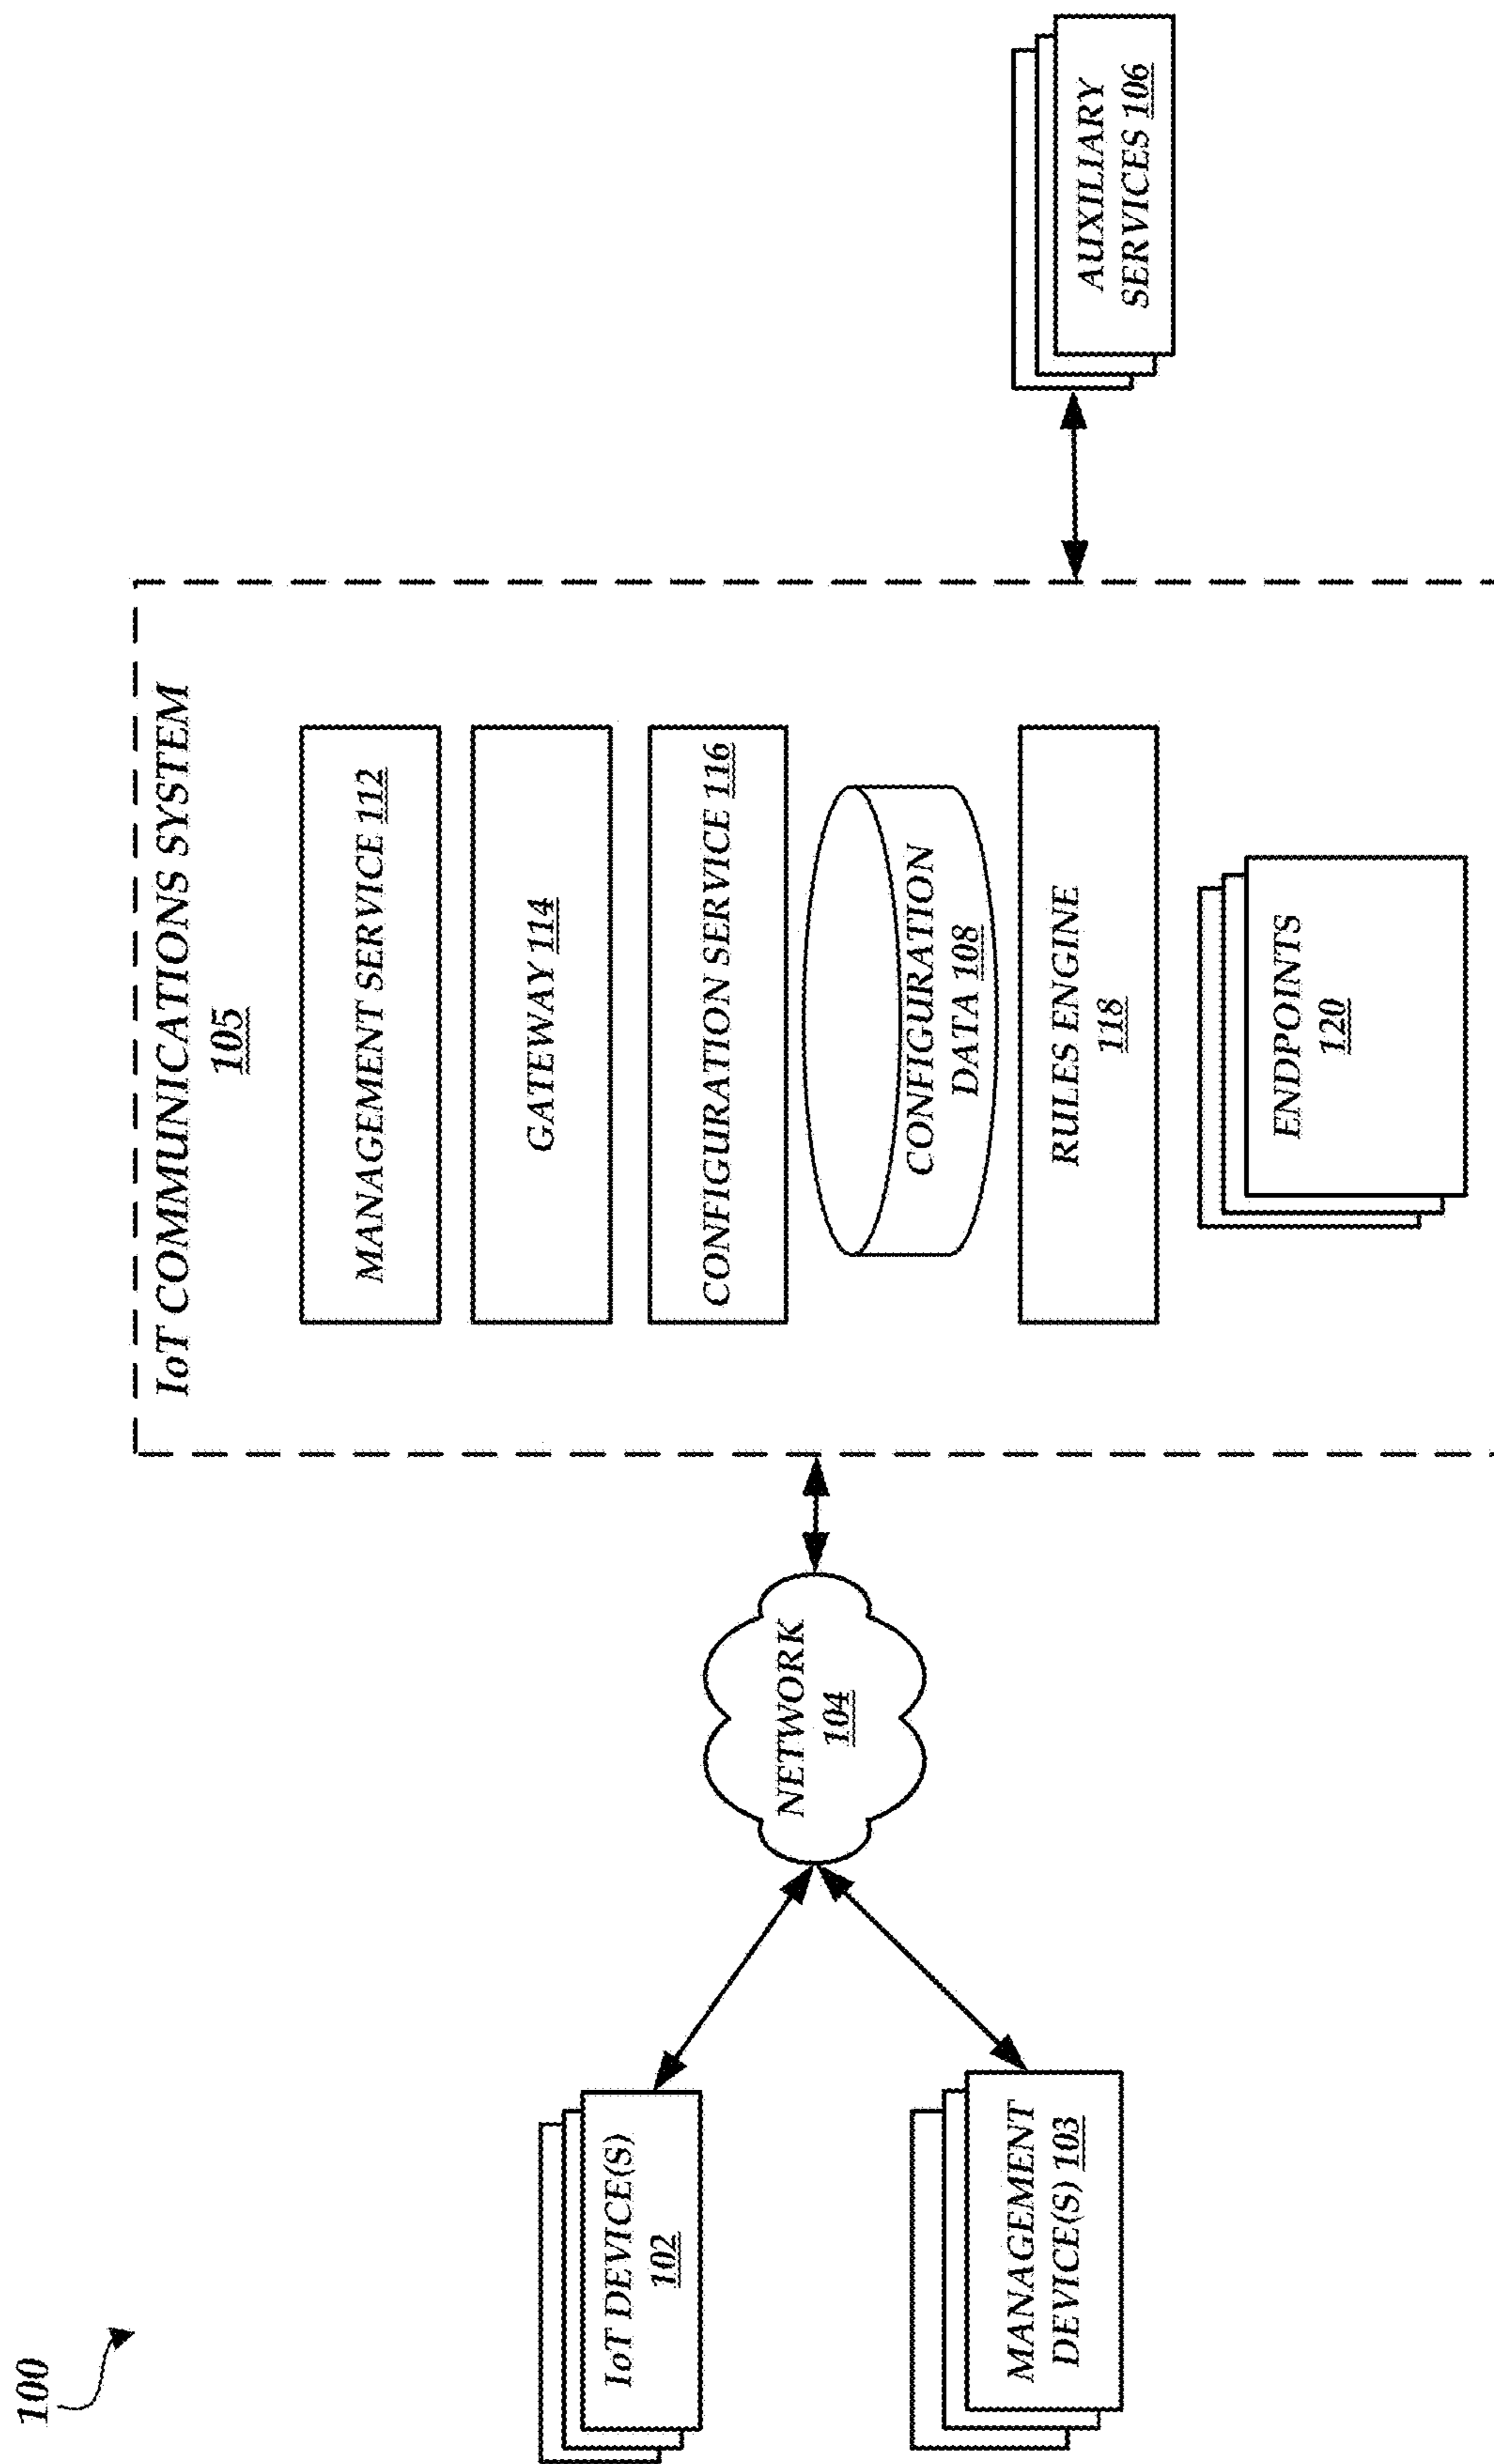 100
IoT DEVICE(S)
102
MANAGEMENT
DEVICE(S) 103
NETWORK
104
IoT COMMUNICATIONS SYSTEM
105
MANAGEMENT SERVICE 112
GATEWAY 114
CONFIGURATION SERVICE 116
CONFIGURATION
DATA 108
RULES ENGINE
118
ENDPOINTS
120
AUXILIARY
SERVICES 106